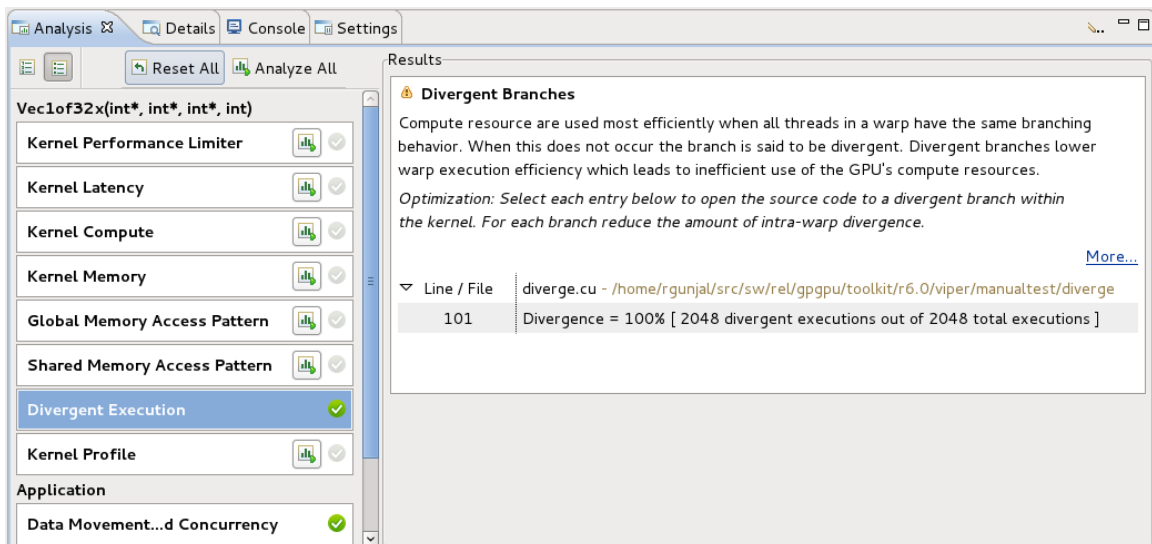 Analysis Details Console Settings
Reset All Analyze All
Vec1of32x(int*, int*, int*, int)
Kernel Performance Limiter
Kernel Latency
Kernel Compute
Kernel Memory
Global Memory Access Pattern
Shared Memory Access Pattern
Divergent Execution
Kernel Profile
Application
Data Movement...d Concurrency
Results
Divergent Branches
Compute resource are used most efficiently when all threads in a warp have the same branching
behavior. When this does not occur the branch is said to be divergent. Divergent branches lower
warp execution efficiency which leads to inefficient use of the GPU's compute resources.
Optimization: Select each entry below to open the source code to a divergent branch within
the kernel. For each branch reduce the amount of intra-warp divergence.
More...
Line / File diverge.cu - /home/rgunjal/src/sw/rel/gpgpu/toolkit/r6.0/viper/manualtest/diverge
101 Divergence = 100% [ 2048 divergent executions out of 2048 total executions ]